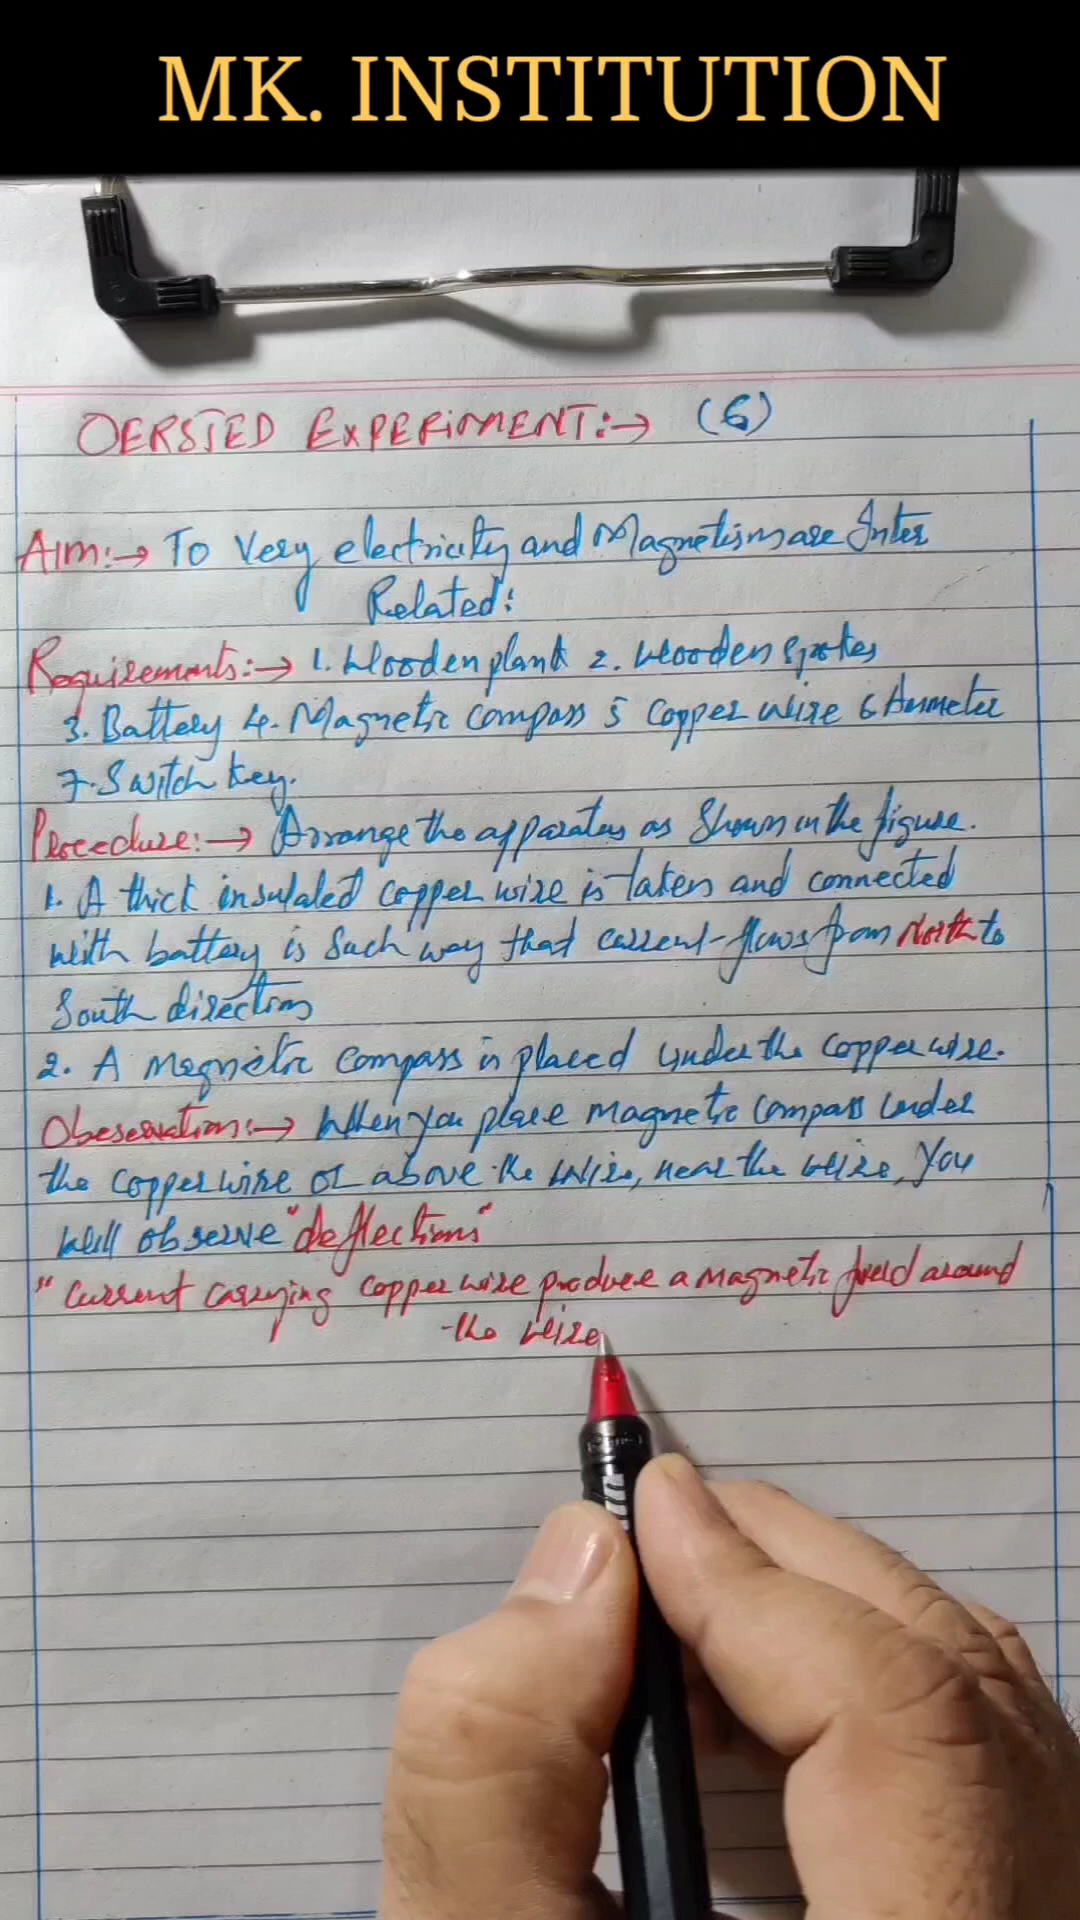 MK. INSTITUTION
OERSTED EXPERIMENT:→ (6)
Aim:→ To Very electricity and Magnetism are Inter
Related:
Requirements:→ 1. Wooden plank 2. Wooden Spokes
3. Battery 4. Magnetic compass 5 copper wire 6 Ammeter
7. Switch key.
Procedure:→ Arrange the apparatus as Shown in the figure.
1. A thick insulated copper wire is taken and connected
with battery is Such way that current flows from North to
South direction
2. A magnetic compass is placed under the copper wire.
Obeservation:→ When you place magnetic compass under
the copper wire or above the wire, near the wire, you
will observe "deflections"
"Current carrying copper wire produce a magnetic field around
the wire